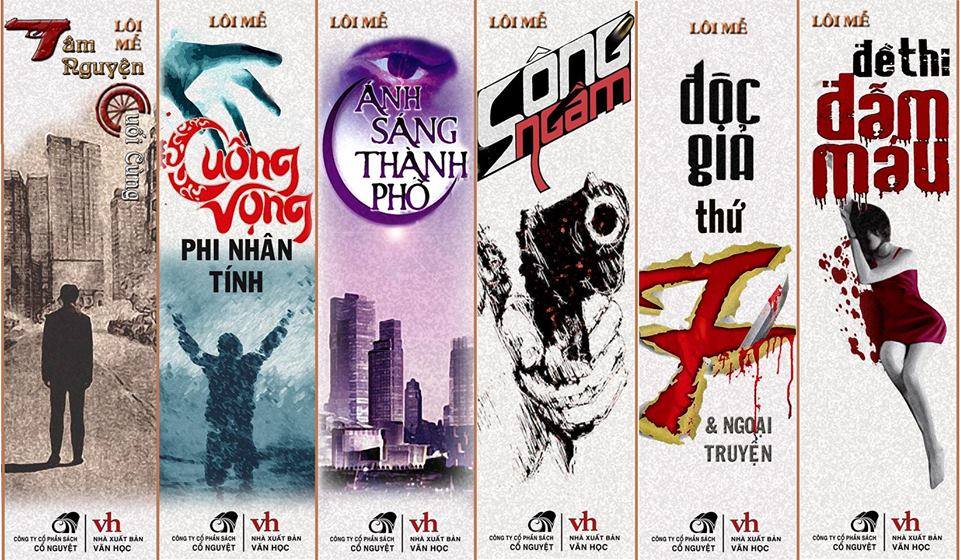 Tâm
Nguyện
LÔI
MỄ
Cuối Cùng
CÔNG TY CỔ PHẦN SÁCH
CỔ NGUYỆT
vh
NHÀ XUẤT BẢN
VĂN HỌC
LÔI MỄ
Cuồng
vọng
PHI NHÂN
TÍNH
CÔNG TY CỔ PHẦN SÁCH
CỔ NGUYỆT
vh
NHÀ XUẤT BẢN
VĂN HỌC
LÔI MỄ
ÁNH
SÁNG
THÀNH
PHỐ
CÔNG TY CỔ PHẦN SÁCH
CỔ NGUYỆT
vh
NHÀ XUẤT BẢN
VĂN HỌC
LÔI MỄ
SÔNG
NGẦM
CÔNG TY CỔ PHẦN SÁCH
CỔ NGUYỆT
vh
NHÀ XUẤT BẢN
VĂN HỌC
LÔI MỄ
độc
giả
thứ
7
& NGOẠI
TRUYỆN
CÔNG TY CỔ PHẦN SÁCH
CỔ NGUYỆT
vh
NHÀ XUẤT BẢN
VĂN HỌC
LÔI MỄ
đề thi
đẫm
máu
CÔNG TY CỔ PHẦN SÁCH
CỔ NGUYỆT
vh
NHÀ XUẤT BẢN
VĂN HỌC